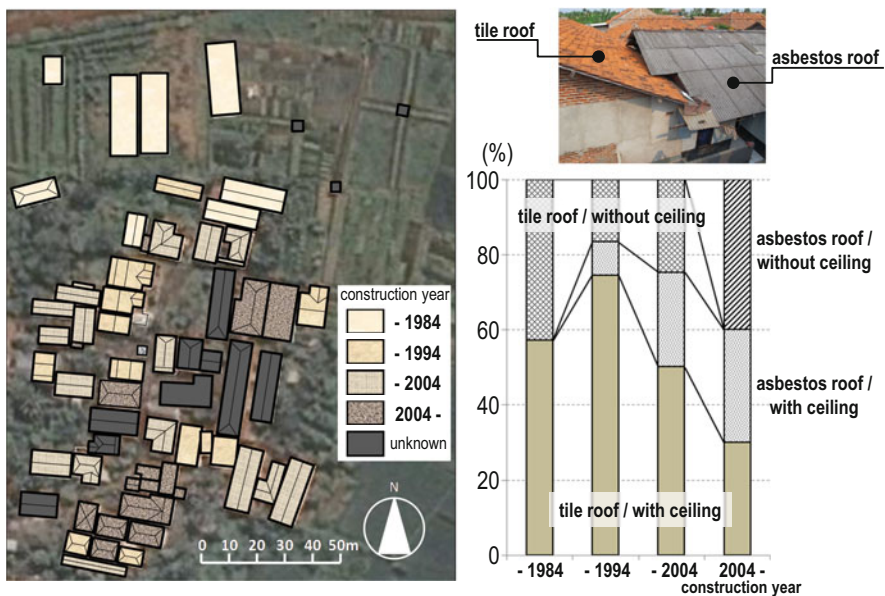 tile roof
asbestos roof
construction year
- 1984
- 1994
- 2004
2004 -
unknown
N
0 10 20 30 40 50m
(%)
100
80
60
40
20
0
tile roof / without ceiling
asbestos roof /
without ceiling
asbestos roof /
with ceiling
tile roof / with ceiling
- 1984 - 1994 - 2004 2004 -
construction year